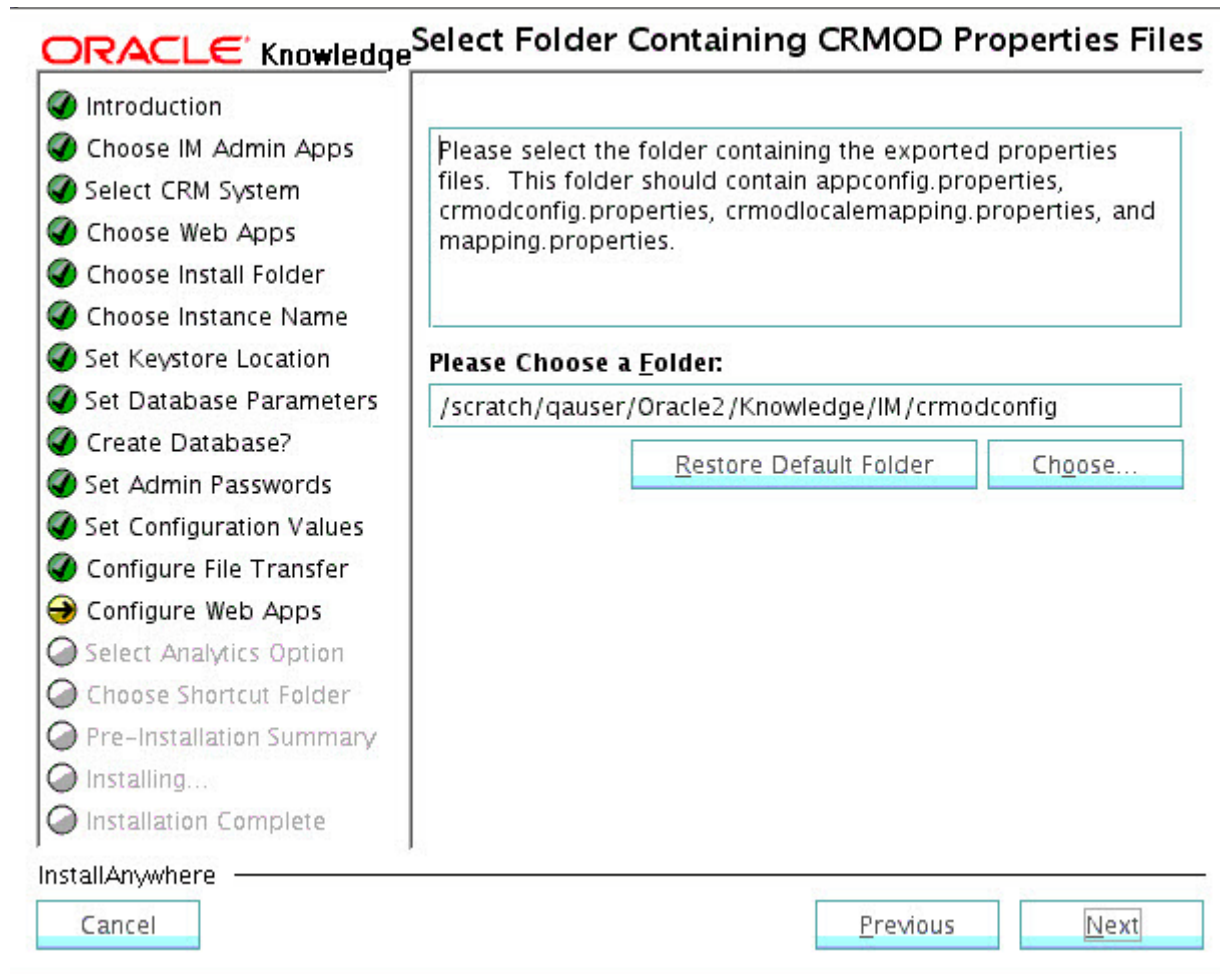 ORACLE Knowledge
Select Folder Containing CRMOD Properties Files
Introduction
Choose IM Admin Apps
Select CRM System
Choose Web Apps
Choose Install Folder
Choose Instance Name
Set Keystore Location
Set Database Parameters
Create Database?
Set Admin Passwords
Set Configuration Values
Configure File Transfer
Configure Web Apps
Select Analytics Option
Choose Shortcut Folder
Pre-Installation Summary
Installing...
Installation Complete
Please select the folder containing the exported properties
files.  This folder should contain appconfig.properties,
crmodconfig.properties, crmodlocalemapping.properties, and
mapping.properties.
Please Choose a Folder:
/scratch/qauser/Oracle2/Knowledge/IM/crmodconfig
Restore Default Folder
Choose...
InstallAnywhere
Cancel
Previous
Next